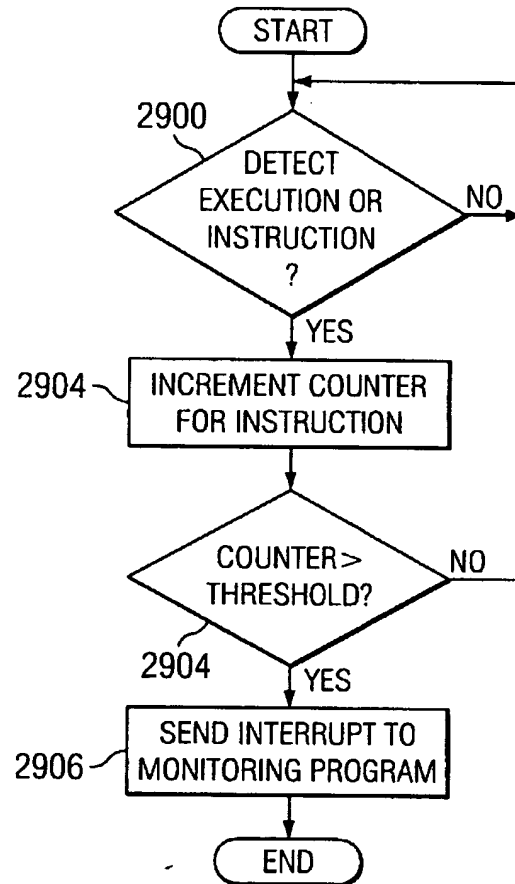 START
2900
DETECT
EXECUTION OR
INSTRUCTION
?
NO
YES
2904
INCREMENT COUNTER
FOR INSTRUCTION
COUNTER>
THRESHOLD?
NO
2904
YES
2906
SEND INTERRUPT TO
MONITORING PROGRAM
END